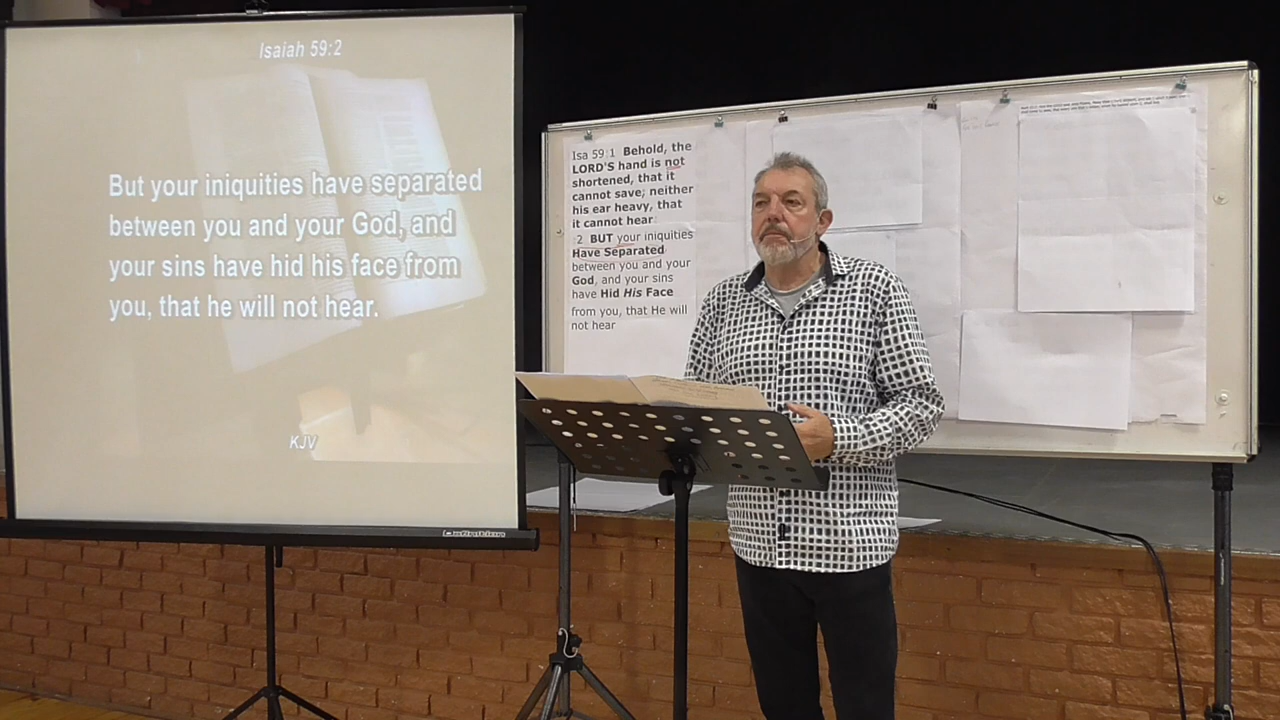 Isaiah 59:2
But your iniquities have separated
between you and your God, and
your sins have hid his face from
you, that he will not hear.
KJV
Isa 59:1 Behold, the
LORD'S hand is not
shortened, that it
cannot save; neither
his ear heavy, that
it cannot hear
2 BUT your iniquities
Have Separated
between you and your
God, and your sins
have Hid His Face
from you, that He will
not hear